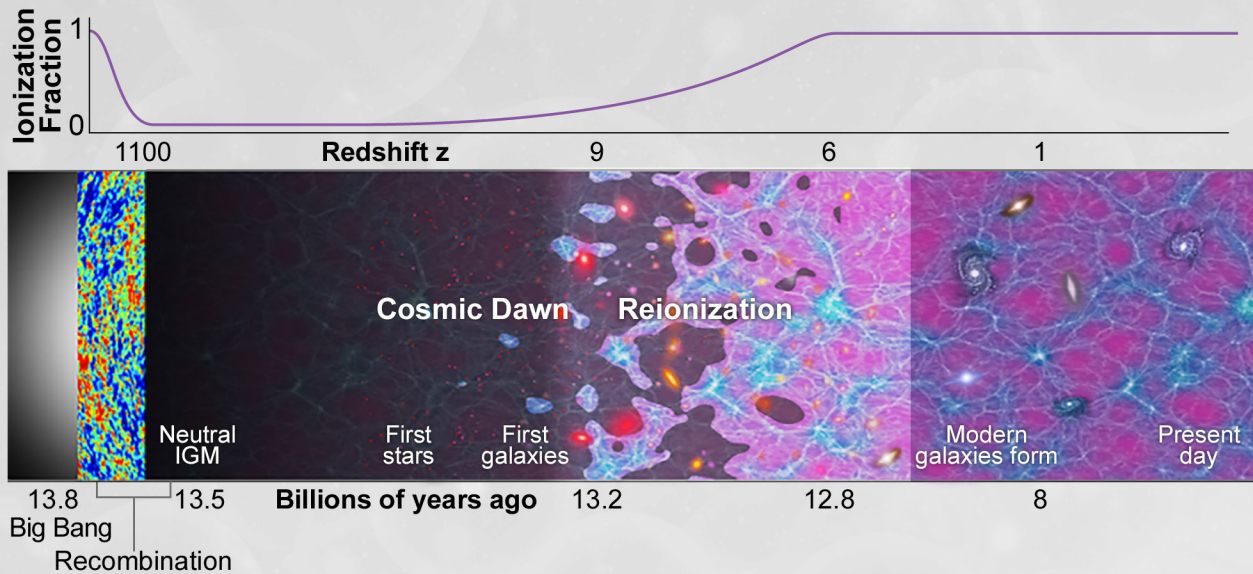 Ionization
Fraction
1
0
1100 Redshift z 9 6 1
Cosmic Dawn Reionization
Neutral
IGM
First
stars
First
galaxies
Modern
galaxies form
Present
day
13.8 13.5 Billions of years ago 13.2 12.8 8
Big Bang
Recombination